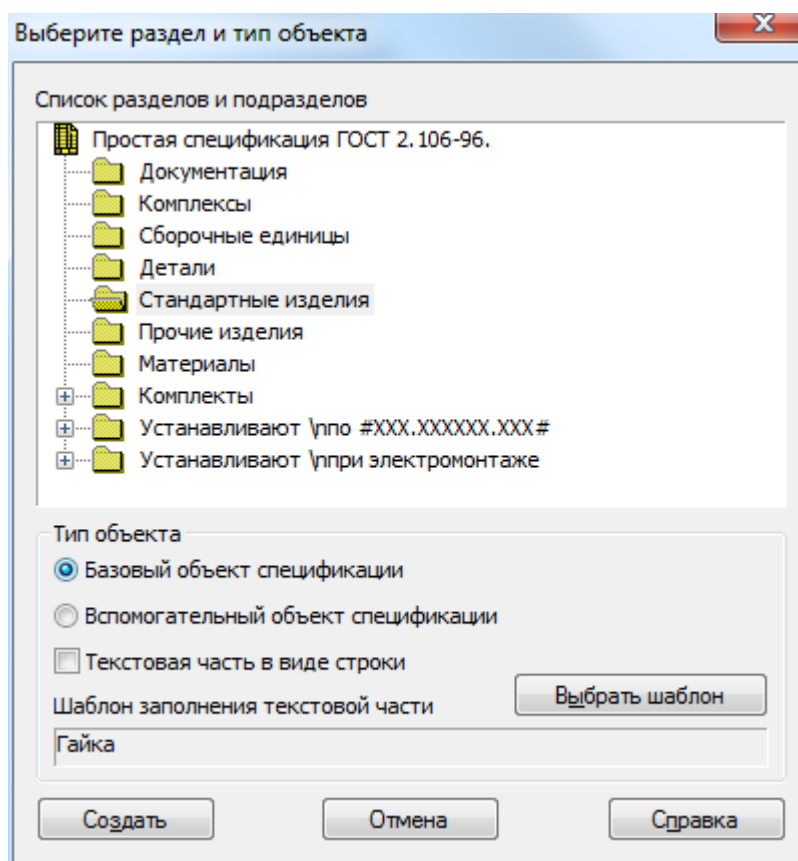 Выберите раздел и тип объекта
Список разделов и подразделов
Простая спецификация ГОСТ 2.106-96.
Документация
Комплексы
Сборочные единицы
Детали
Стандартные изделия
Прочие изделия
Материалы
Комплекты
Устанавливают \nпо #XXX.XXXXXX.XXX#
Устанавливают \nпри электромонтаже
Тип объекта
Базовый объект спецификации
Вспомогательный объект спецификации
Текстовая часть в виде строки
Шаблон заполнения текстовой части
Выбрать шаблон
Гайка
Создать Отмена Справка